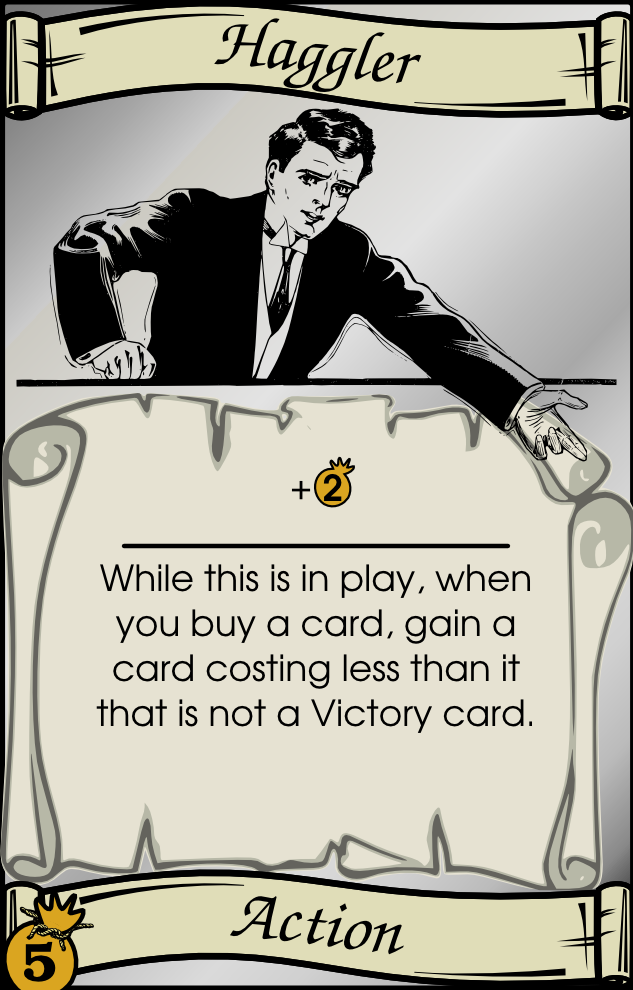 Haggler
+2
While this is in play, when
you buy a card, gain a
card costing less than it
that is not a Victory card.
Action
5